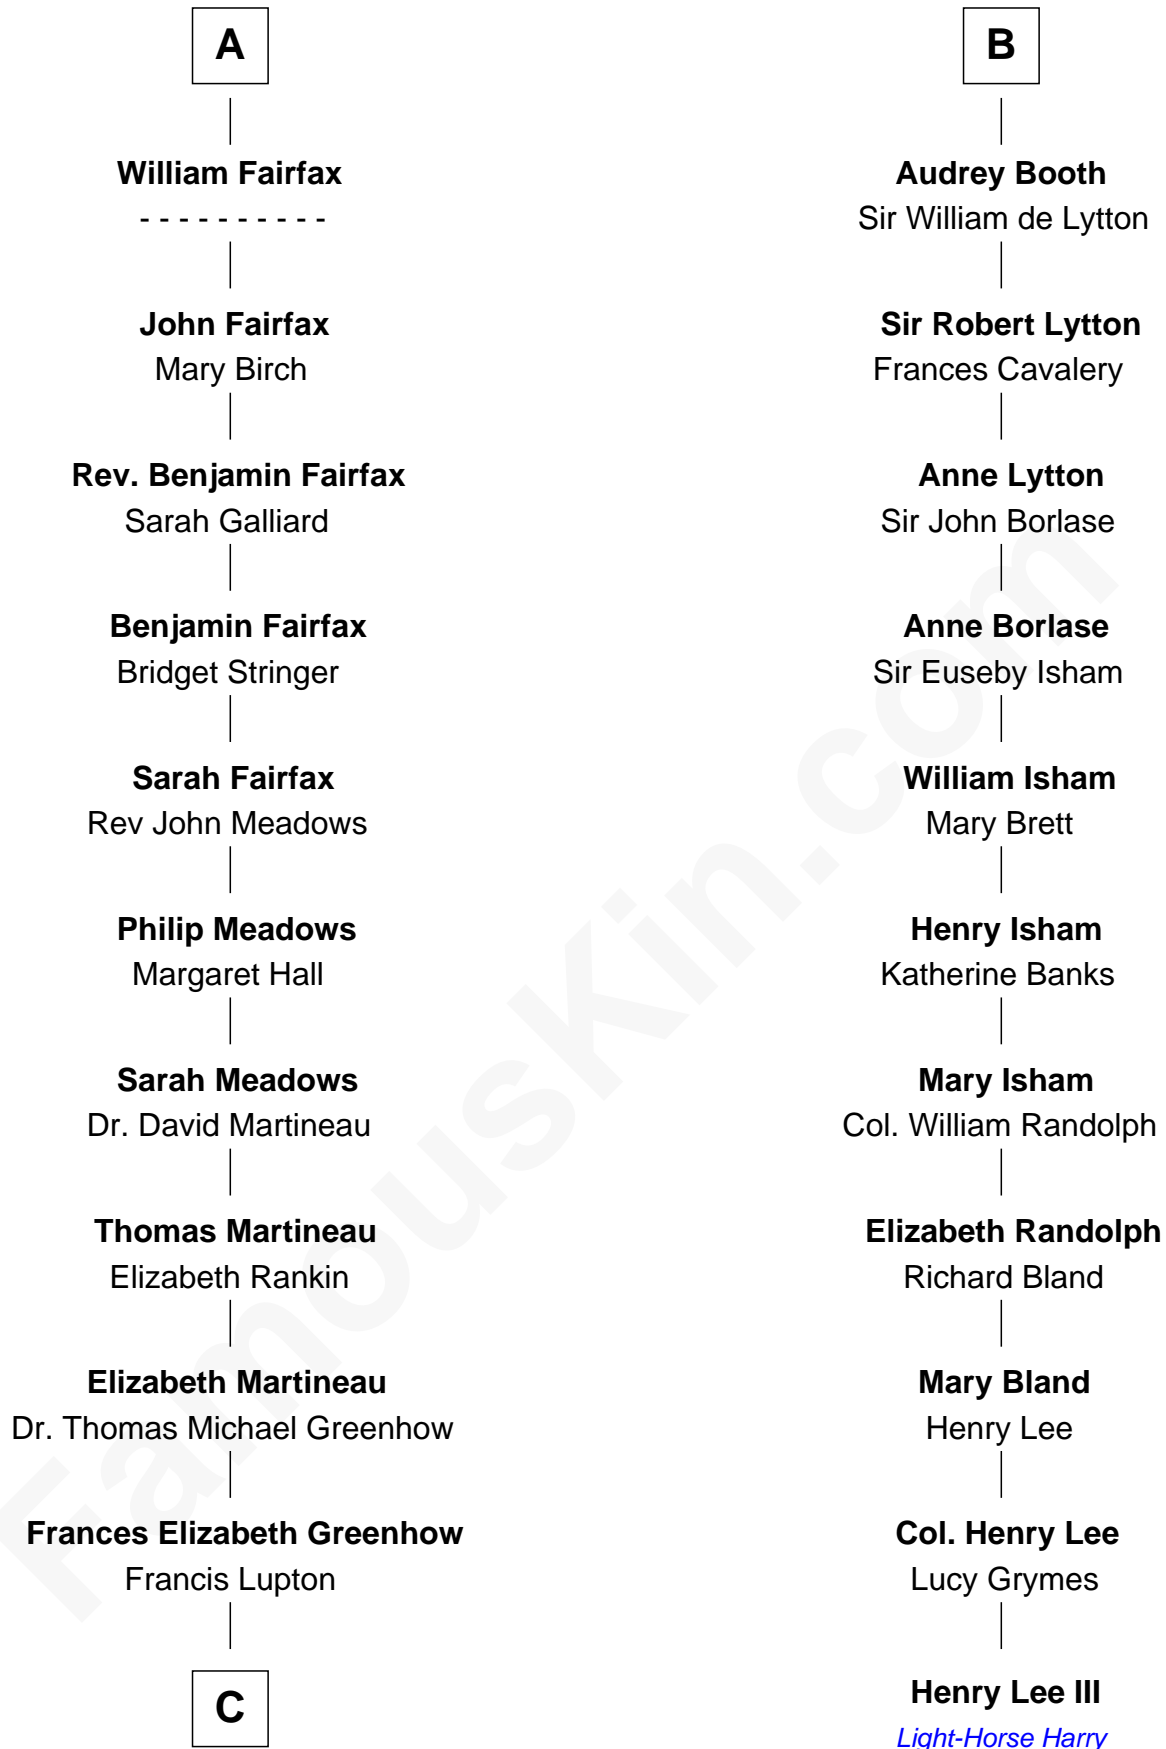 A
William Fairfax
- - - - - - - - - -
John Fairfax
Mary Birch
Rev. Benjamin Fairfax
Sarah Galliard
Benjamin Fairfax
Bridget Stringer
Sarah Fairfax
Rev John Meadows
Philip Meadows
Margaret Hall
Sarah Meadows
Dr. David Martineau
Thomas Martineau
Elizabeth Rankin
Elizabeth Martineau
Dr. Thomas Michael Greenhow
Frances Elizabeth Greenhow
Francis Lupton
C
B
Audrey Booth
Sir William de Lytton
Sir Robert Lytton
Frances Cavalery
Anne Lytton
Sir John Borlase
Anne Borlase
Sir Euseby Isham
William Isham
Mary Brett
Henry Isham
Katherine Banks
Mary Isham
Col. William Randolph
Elizabeth Randolph
Richard Bland
Mary Bland
Henry Lee
Col. Henry Lee
Lucy Grymes
Henry Lee III
Light-Horse Harry
FamousKin.com